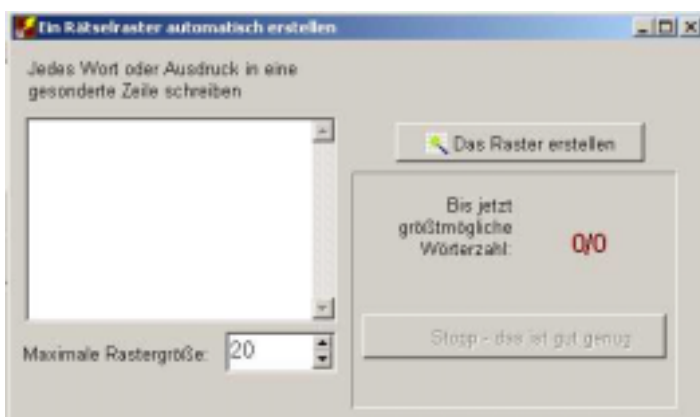 Ein Rätselraster automatisch erstellen
Jedes Wort oder Ausdruck in eine
gesonderte Zeile schreiben
Das Raster erstellen
Bis jetzt
größtmögliche
Wörterzahl:
0/0
Stopp - das ist gut genug
Maximale Rastergröße:
20